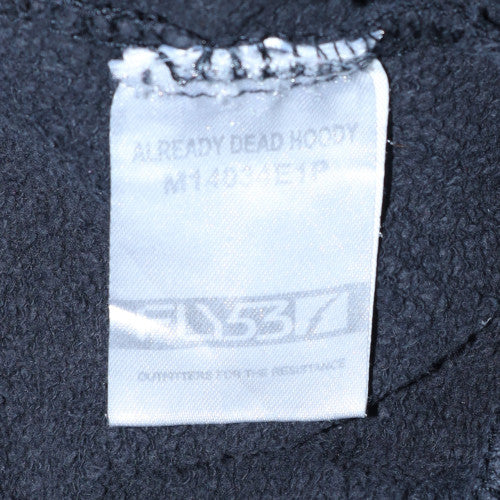 ALREADY DEAD HOODY
M14034E1P
FLY53
OUTFITTERS FOR THE RESISTANCE